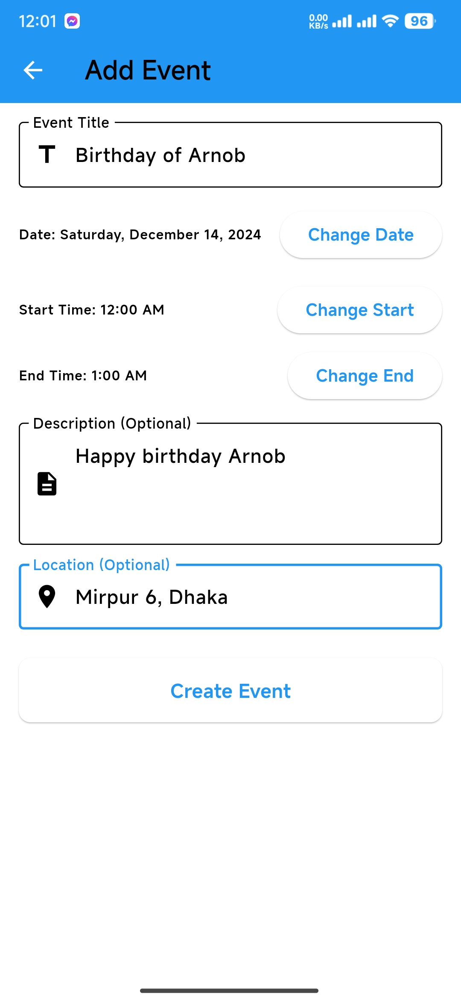 12:01
0.00
KB/s
96
Add Event
Event Title
Birthday of Arnob
Date: Saturday, December 14, 2024
Change Date
Start Time: 12:00 AM
Change Start
End Time: 1:00 AM
Change End
Description (Optional)
Happy birthday Arnob
Location (Optional)
Mirpur 6, Dhaka
Create Event